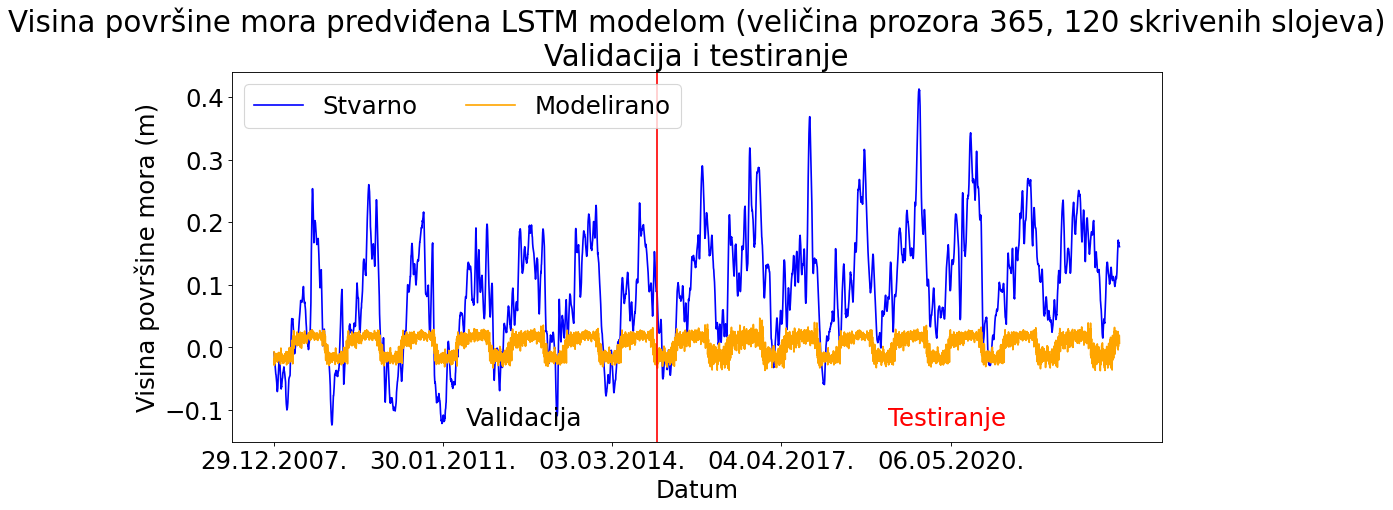 Visina površine mora predviđena LSTM modelom (veličina prozora 365, 120 skrivenih slojeva)
Validacija i testiranje
Stvarno Modelirano
Visina površine mora (m)
0.4
0.3
0.2
0.1
0.0
−0.1
Validacija Testiranje
29.12.2007. 30.01.2011. 03.03.2014. 04.04.2017. 06.05.2020.
Datum